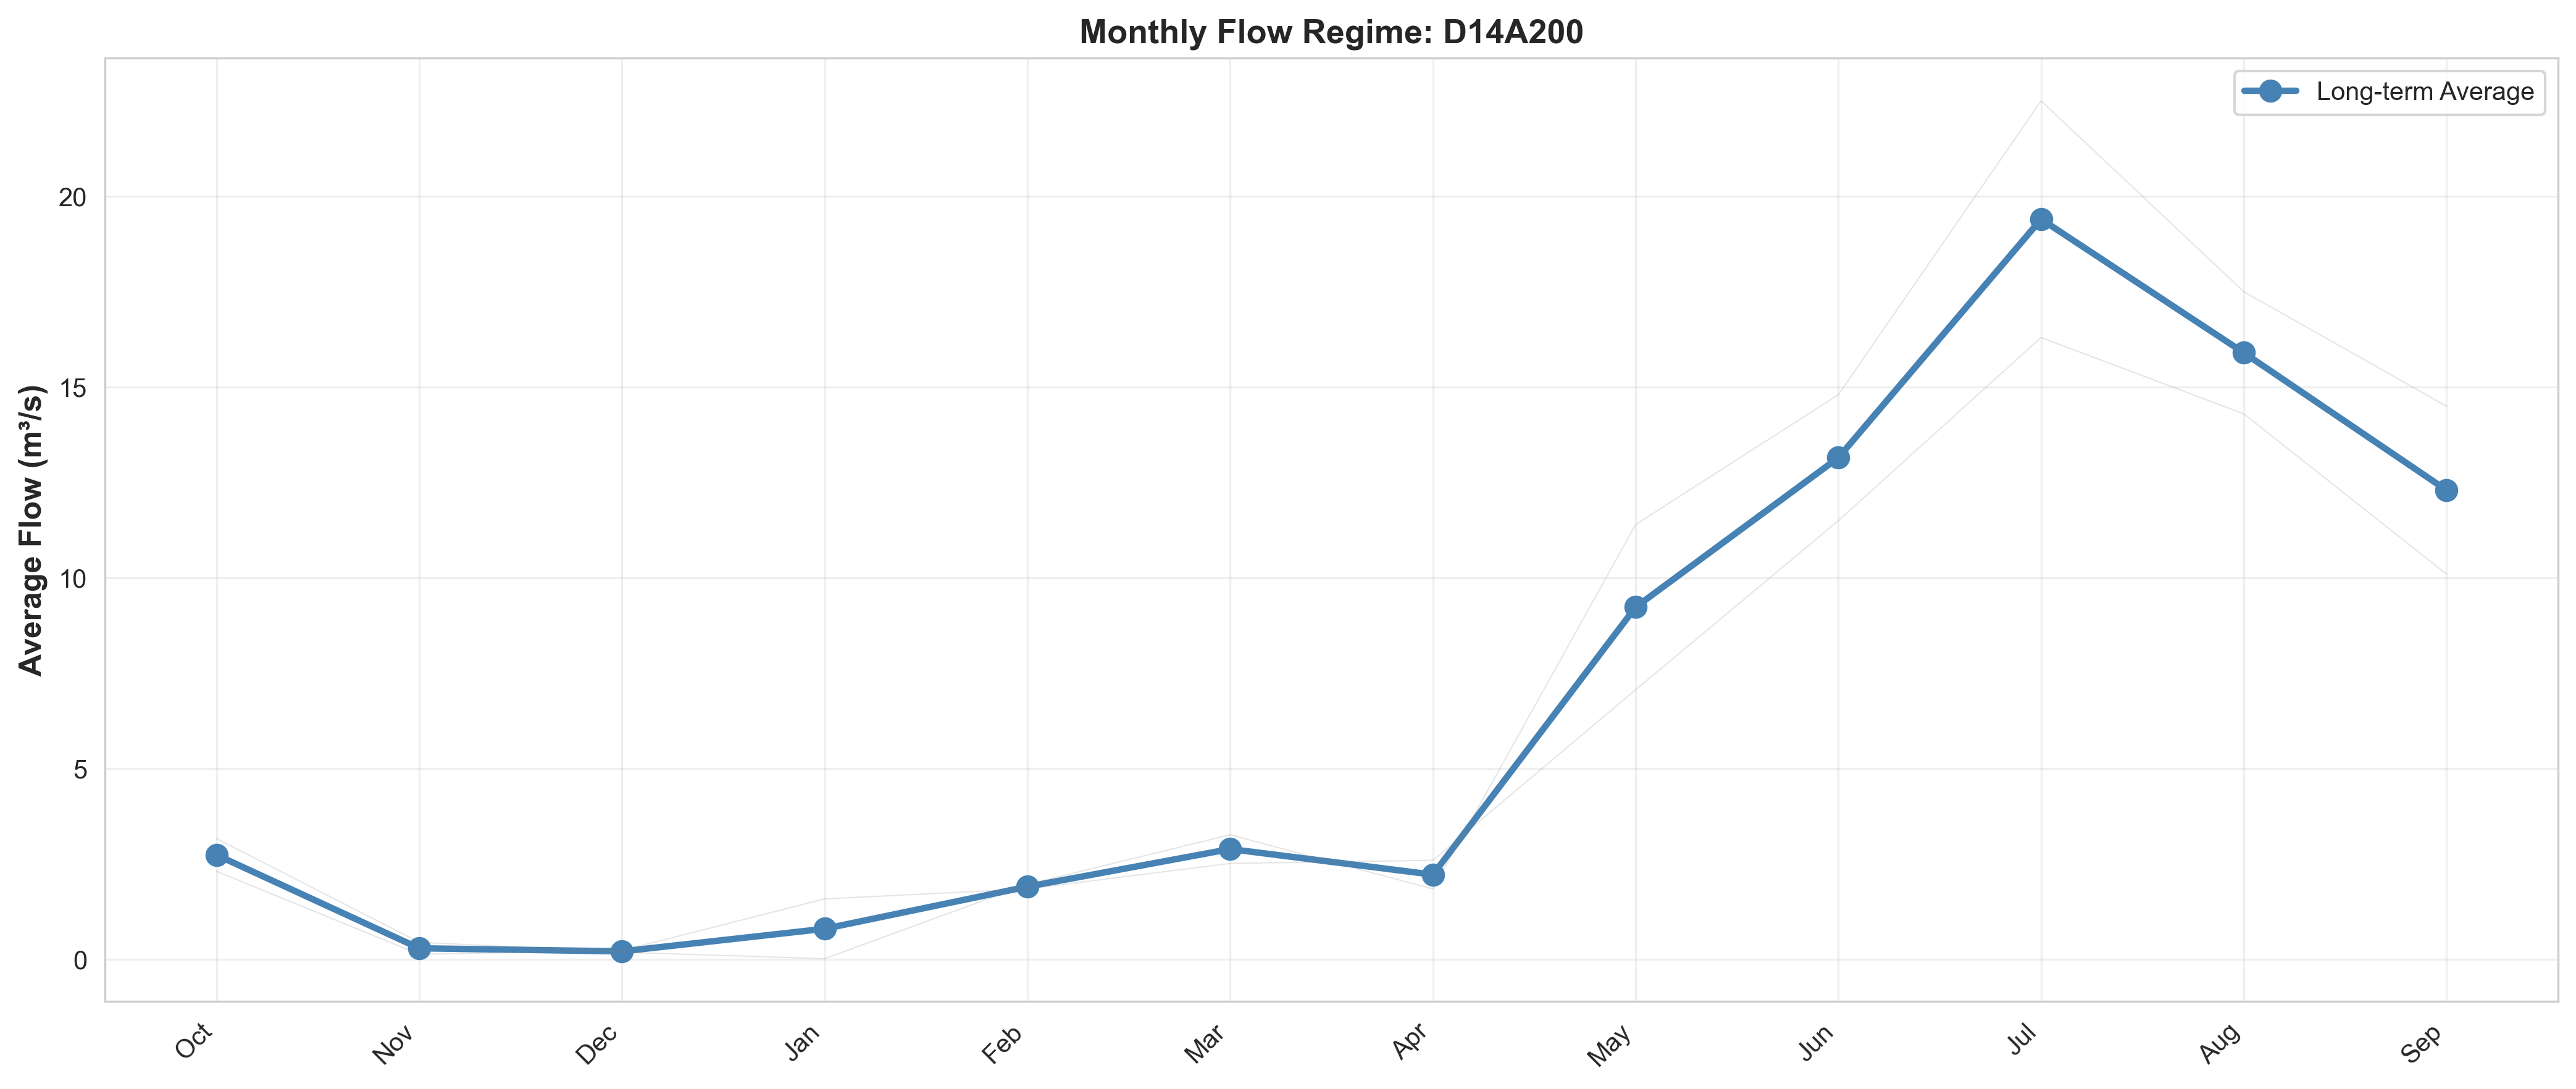 Monthly Flow Regime: D14A200
Long-term Average
Average Flow (m³/s)
20
15
10
5
0
Oct
Nov
Dec
Jan
Feb
Mar
Apr
May
Jun
Jul
Aug
Sep